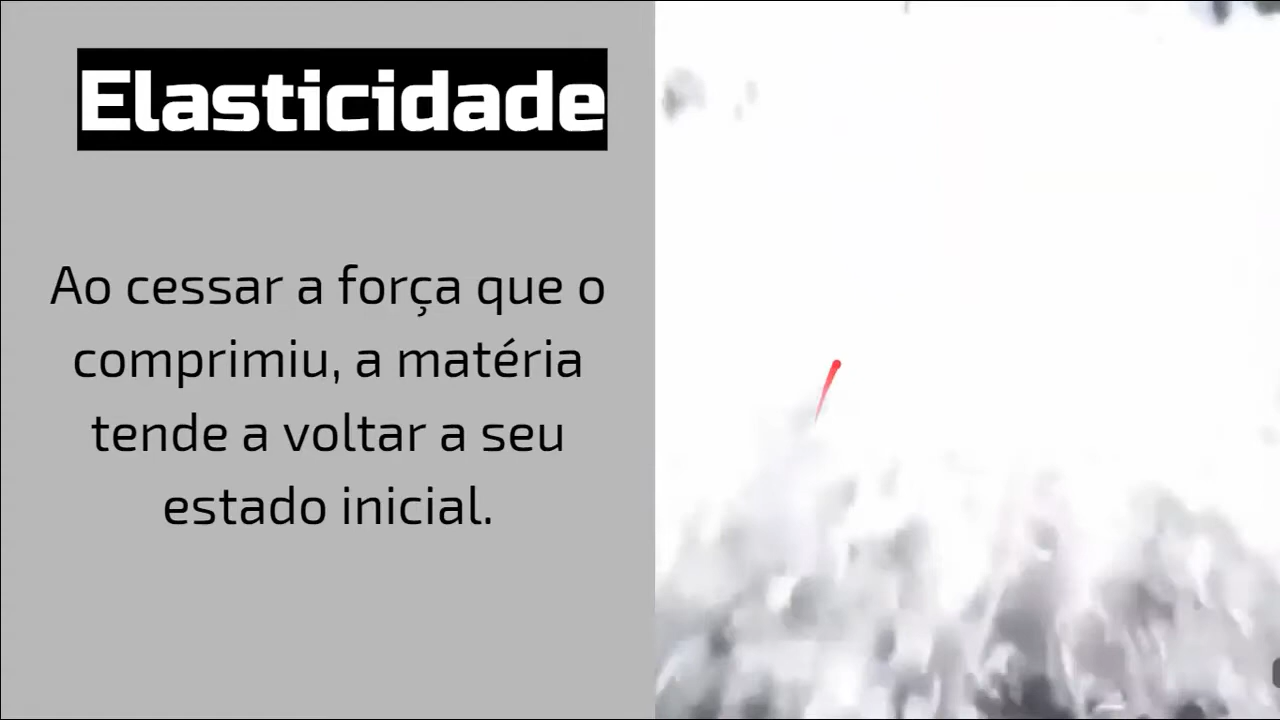 Elasticidade
Ao cessar a força que o
comprimiu, a matéria
tende a voltar a seu
estado inicial.